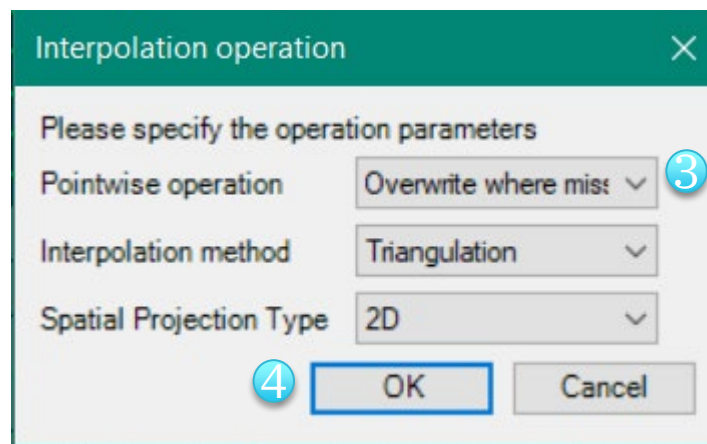 Interpolation operation
Please specify the operation parameters
Pointwise operation Overwrite where miss 3
Interpolation method Triangulation
Spatial Projection Type 2D
4 OK Cancel